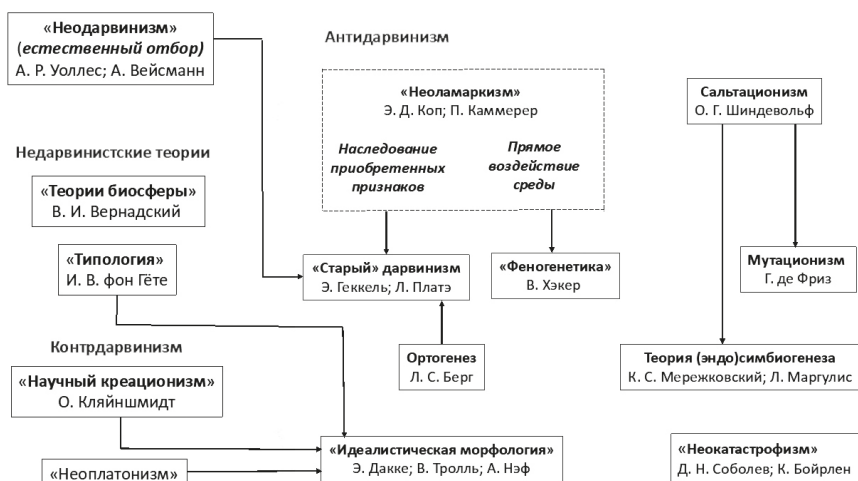 «Неодарвинизм»
(естественный отбор)
А. Р. Уоллес; А. Вейсманн
Антидарвинизм
«Неоламаркизм»
Э. Д. Коп; П. Каммерер
Наследование
приобретенных
признаков
Прямое
воздействие
среды
Сальтационизм
О. Г. Шиндевольф
Недарвинистские теории
«Теории биосферы»
В. И. Вернадский
«Типология»
И. В. фон Гёте
«Старый» дарвинизм
Э. Геккель; Л. Платэ
«Феногенетика»
В. Хэкер
Мутационизм
Г. де Фриз
Контрдарвинизм
Ортогенез
Л. С. Берг
Теория (эндо)симбиогенеза
К. С. Мережковский; Л. Маргулис
«Научный креационизм»
О. Кляйншмидт
«Идеалистическая морфология»
Э. Дакке; В. Тролль; А. Нэф
«Неокатастрофизм»
Д. Н. Соболев; К. Бойрлен
«Неоплатонизм»